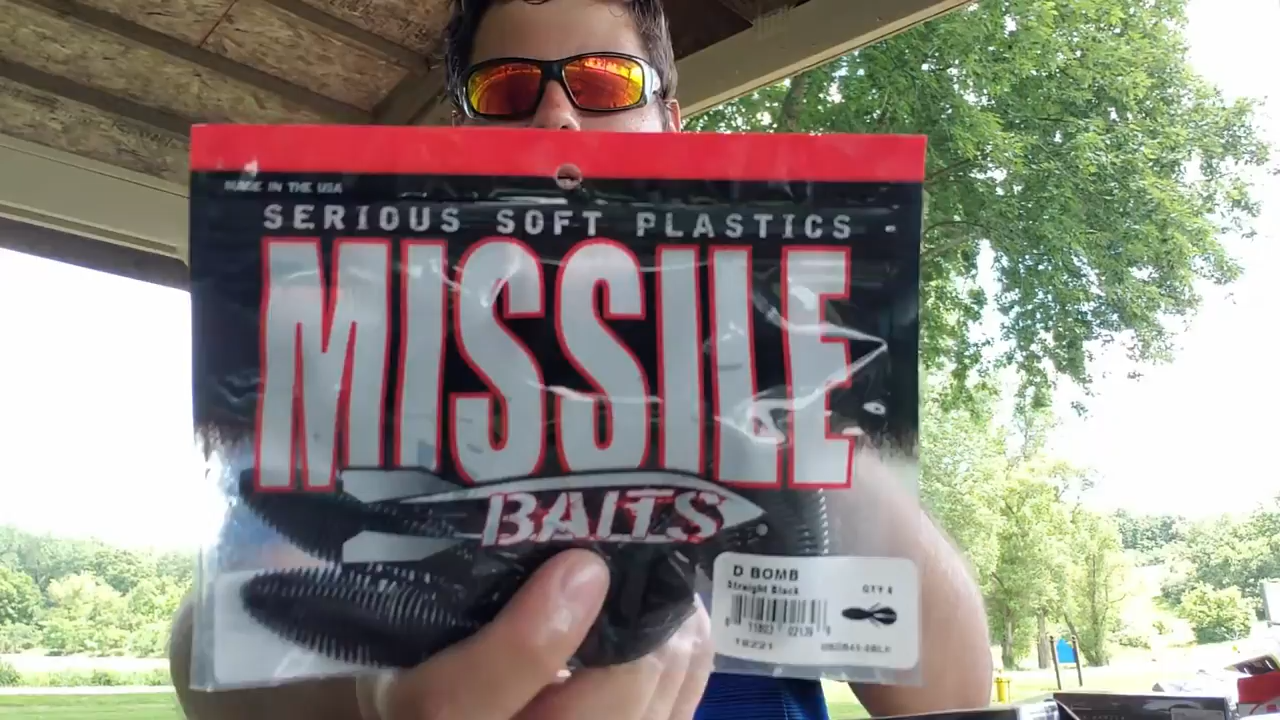 MADE IN THE USA
SERIOUS SOFT PLASTICS
MISSILE
BAITS
D BOMB
Straight Black
QTY 6